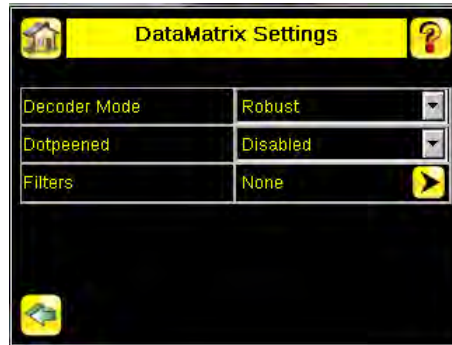 DataMatrix Settings
?
Decoder Mode Robust
Dotpeened Disabled
Filters None